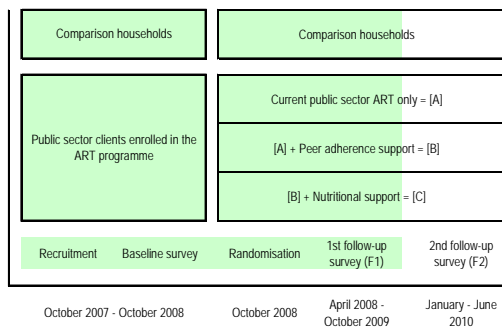 Comparison households
Comparison households
Public sector clients enrolled in the
ART programme
Current public sector ART only = [A]
[A] + Peer adherence support = [B]
[B] + Nutritional support = [C]
Recruitment
Baseline survey
Randomisation
1st follow-up
survey (F1)
2nd follow-up
survey (F2)
October 2007 - October 2008
October 2008
April 2008 -
October 2009
January - June
2010